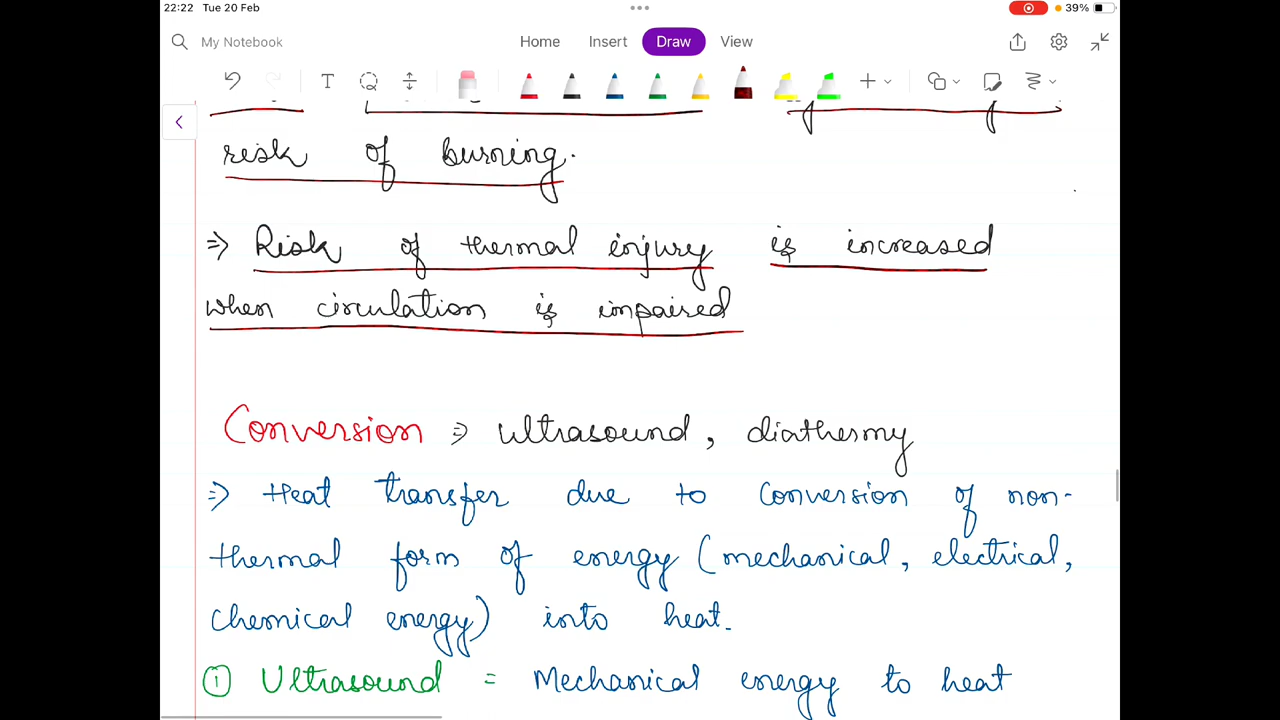 22:22 Tue 20 Feb
39%
My Notebook
Home Insert Draw View
T
risk of burning.
⇒ Risk of thermal injury is increased
when circulation is impaired
Conversion ⇒ ultrasound, diathermy
⇒ Heat transfer due to conversion of non-
thermal form of energy (mechanical, electrical,
chemical energy) into heat.
① Ultrasound = Mechanical energy to heat